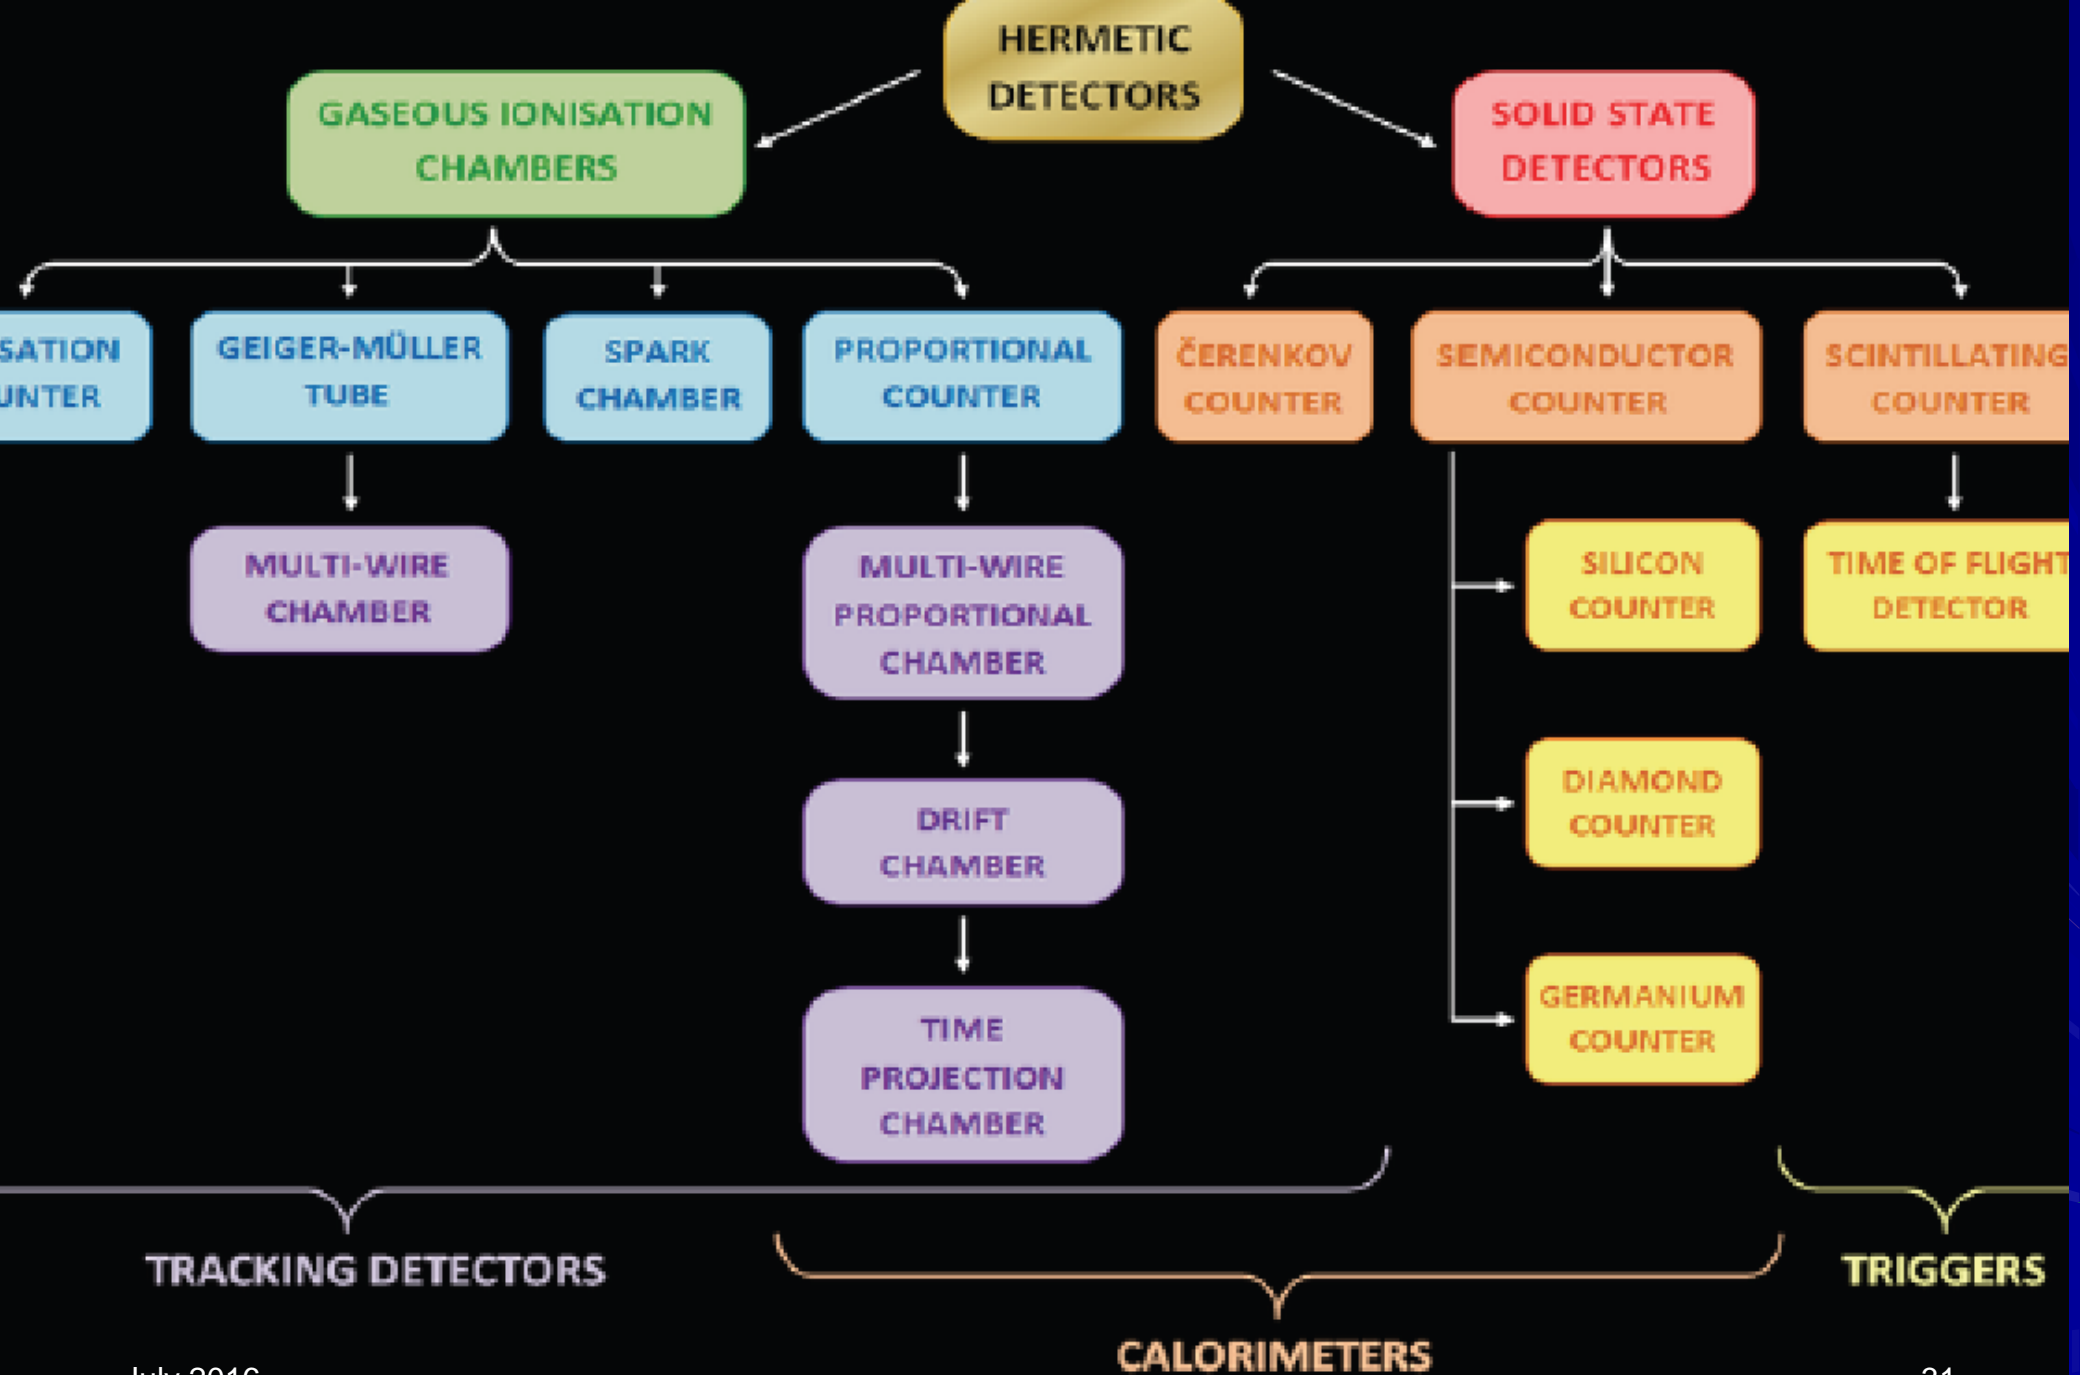 HERMETIC
DETECTORS
GASEOUS IONISATION
CHAMBERS
SOLID STATE
DETECTORS
SATION
UNTER
GEIGER-MÜLLER
TUBE
SPARK
CHAMBER
PROPORTIONAL
COUNTER
ČERENKOV
COUNTER
SEMICONDUCTOR
COUNTER
SCINTILLATING
COUNTER
MULTI-WIRE
CHAMBER
MULTI-WIRE
PROPORTIONAL
CHAMBER
SILICON
COUNTER
TIME OF FLIGHT
DETECTOR
DRIFT
CHAMBER
DIAMOND
COUNTER
TIME
PROJECTION
CHAMBER
GERMANIUM
COUNTER
TRACKING DETECTORS
TRIGGERS
CALORIMETERS
July 2016